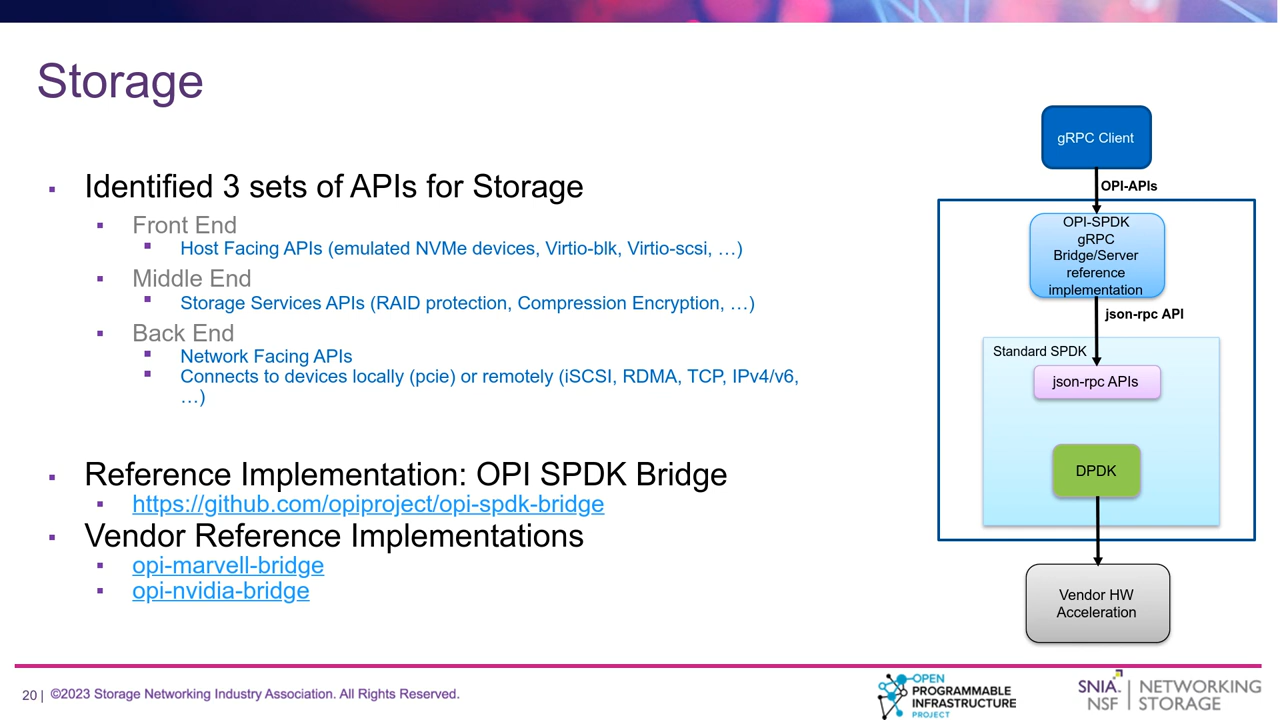 Storage
Identified 3 sets of APIs for Storage
Front End
Host Facing APIs (emulated NVMe devices, Virtio-blk, Virtio-scsi, …)
Middle End
Storage Services APIs (RAID protection, Compression Encryption, …)
Back End
Network Facing APIs
Connects to devices locally (pcie) or remotely (iSCSI, RDMA, TCP, IPv4/v6,
…)
Reference Implementation: OPI SPDK Bridge
https://github.com/opiproject/opi-spdk-bridge
Vendor Reference Implementations
opi-marvell-bridge
opi-nvidia-bridge
gRPC Client
OPI-APIs
OPI-SPDK
gRPC
Bridge/Server
reference
implementation
json-rpc API
Standard SPDK
json-rpc APIs
DPDK
Vendor HW
Acceleration
20 | ©2023 Storage Networking Industry Association. All Rights Reserved.
OPEN
PROGRAMMABLE
INFRASTRUCTURE
PROJECT
SNIA. | NETWORKING
NSF | STORAGE